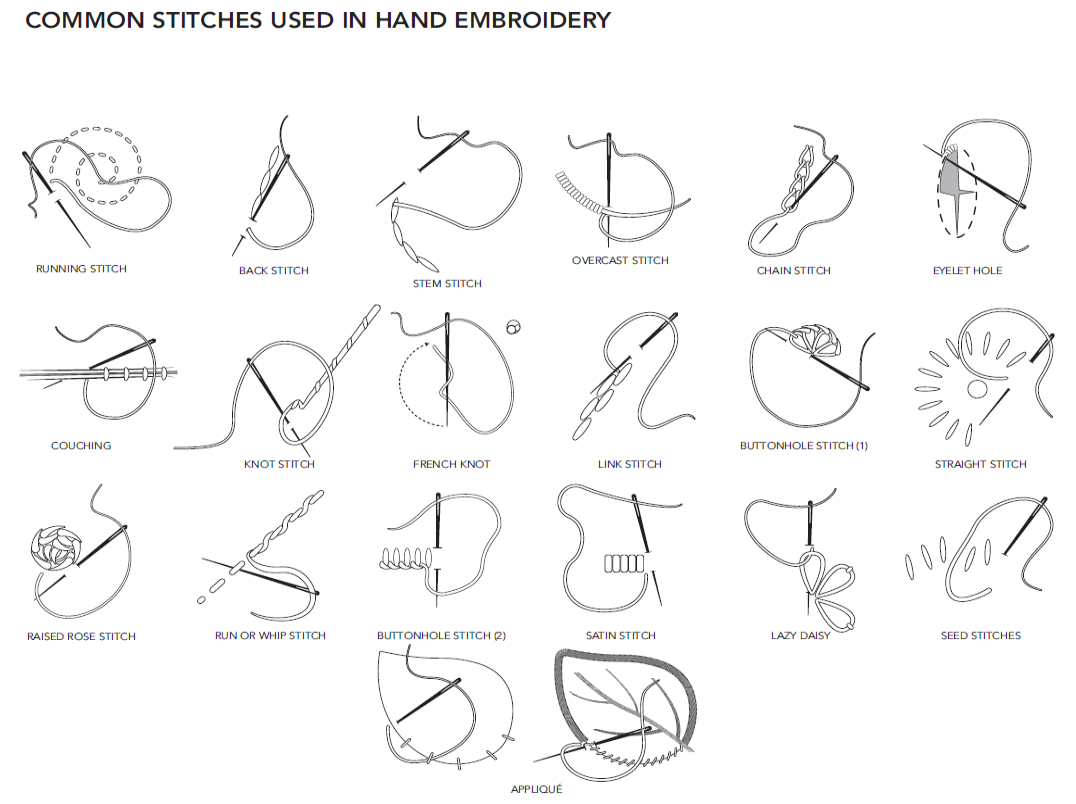 COMMON STITCHES USED IN HAND EMBROIDERY
RUNNING STITCH
BACK STITCH
STEM STITCH
OVERCAST STITCH
CHAIN STITCH
EYELET HOLE
COUCHING
KNOT STITCH
FRENCH KNOT
LINK STITCH
BUTTONHOLE STITCH (1)
STRAIGHT STITCH
RAISED ROSE STITCH
RUN OR WHIP STITCH
BUTTONHOLE STITCH (2)
SATIN STITCH
LAZY DAISY
SEED STITCHES
APPLIQUÉ